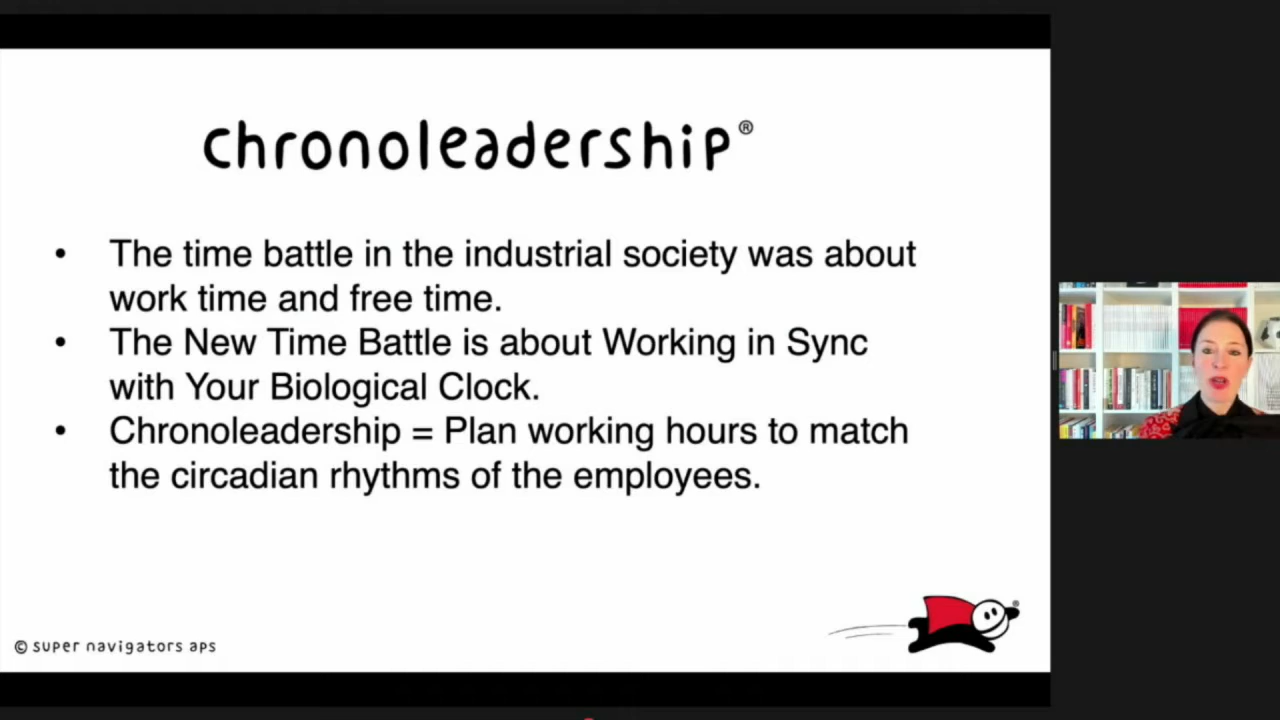 chronoleadership®
• The time battle in the industrial society was about
work time and free time.
• The New Time Battle is about Working in Sync
with Your Biological Clock.
• Chronoleadership = Plan working hours to match
the circadian rhythms of the employees.
© super navigators aps